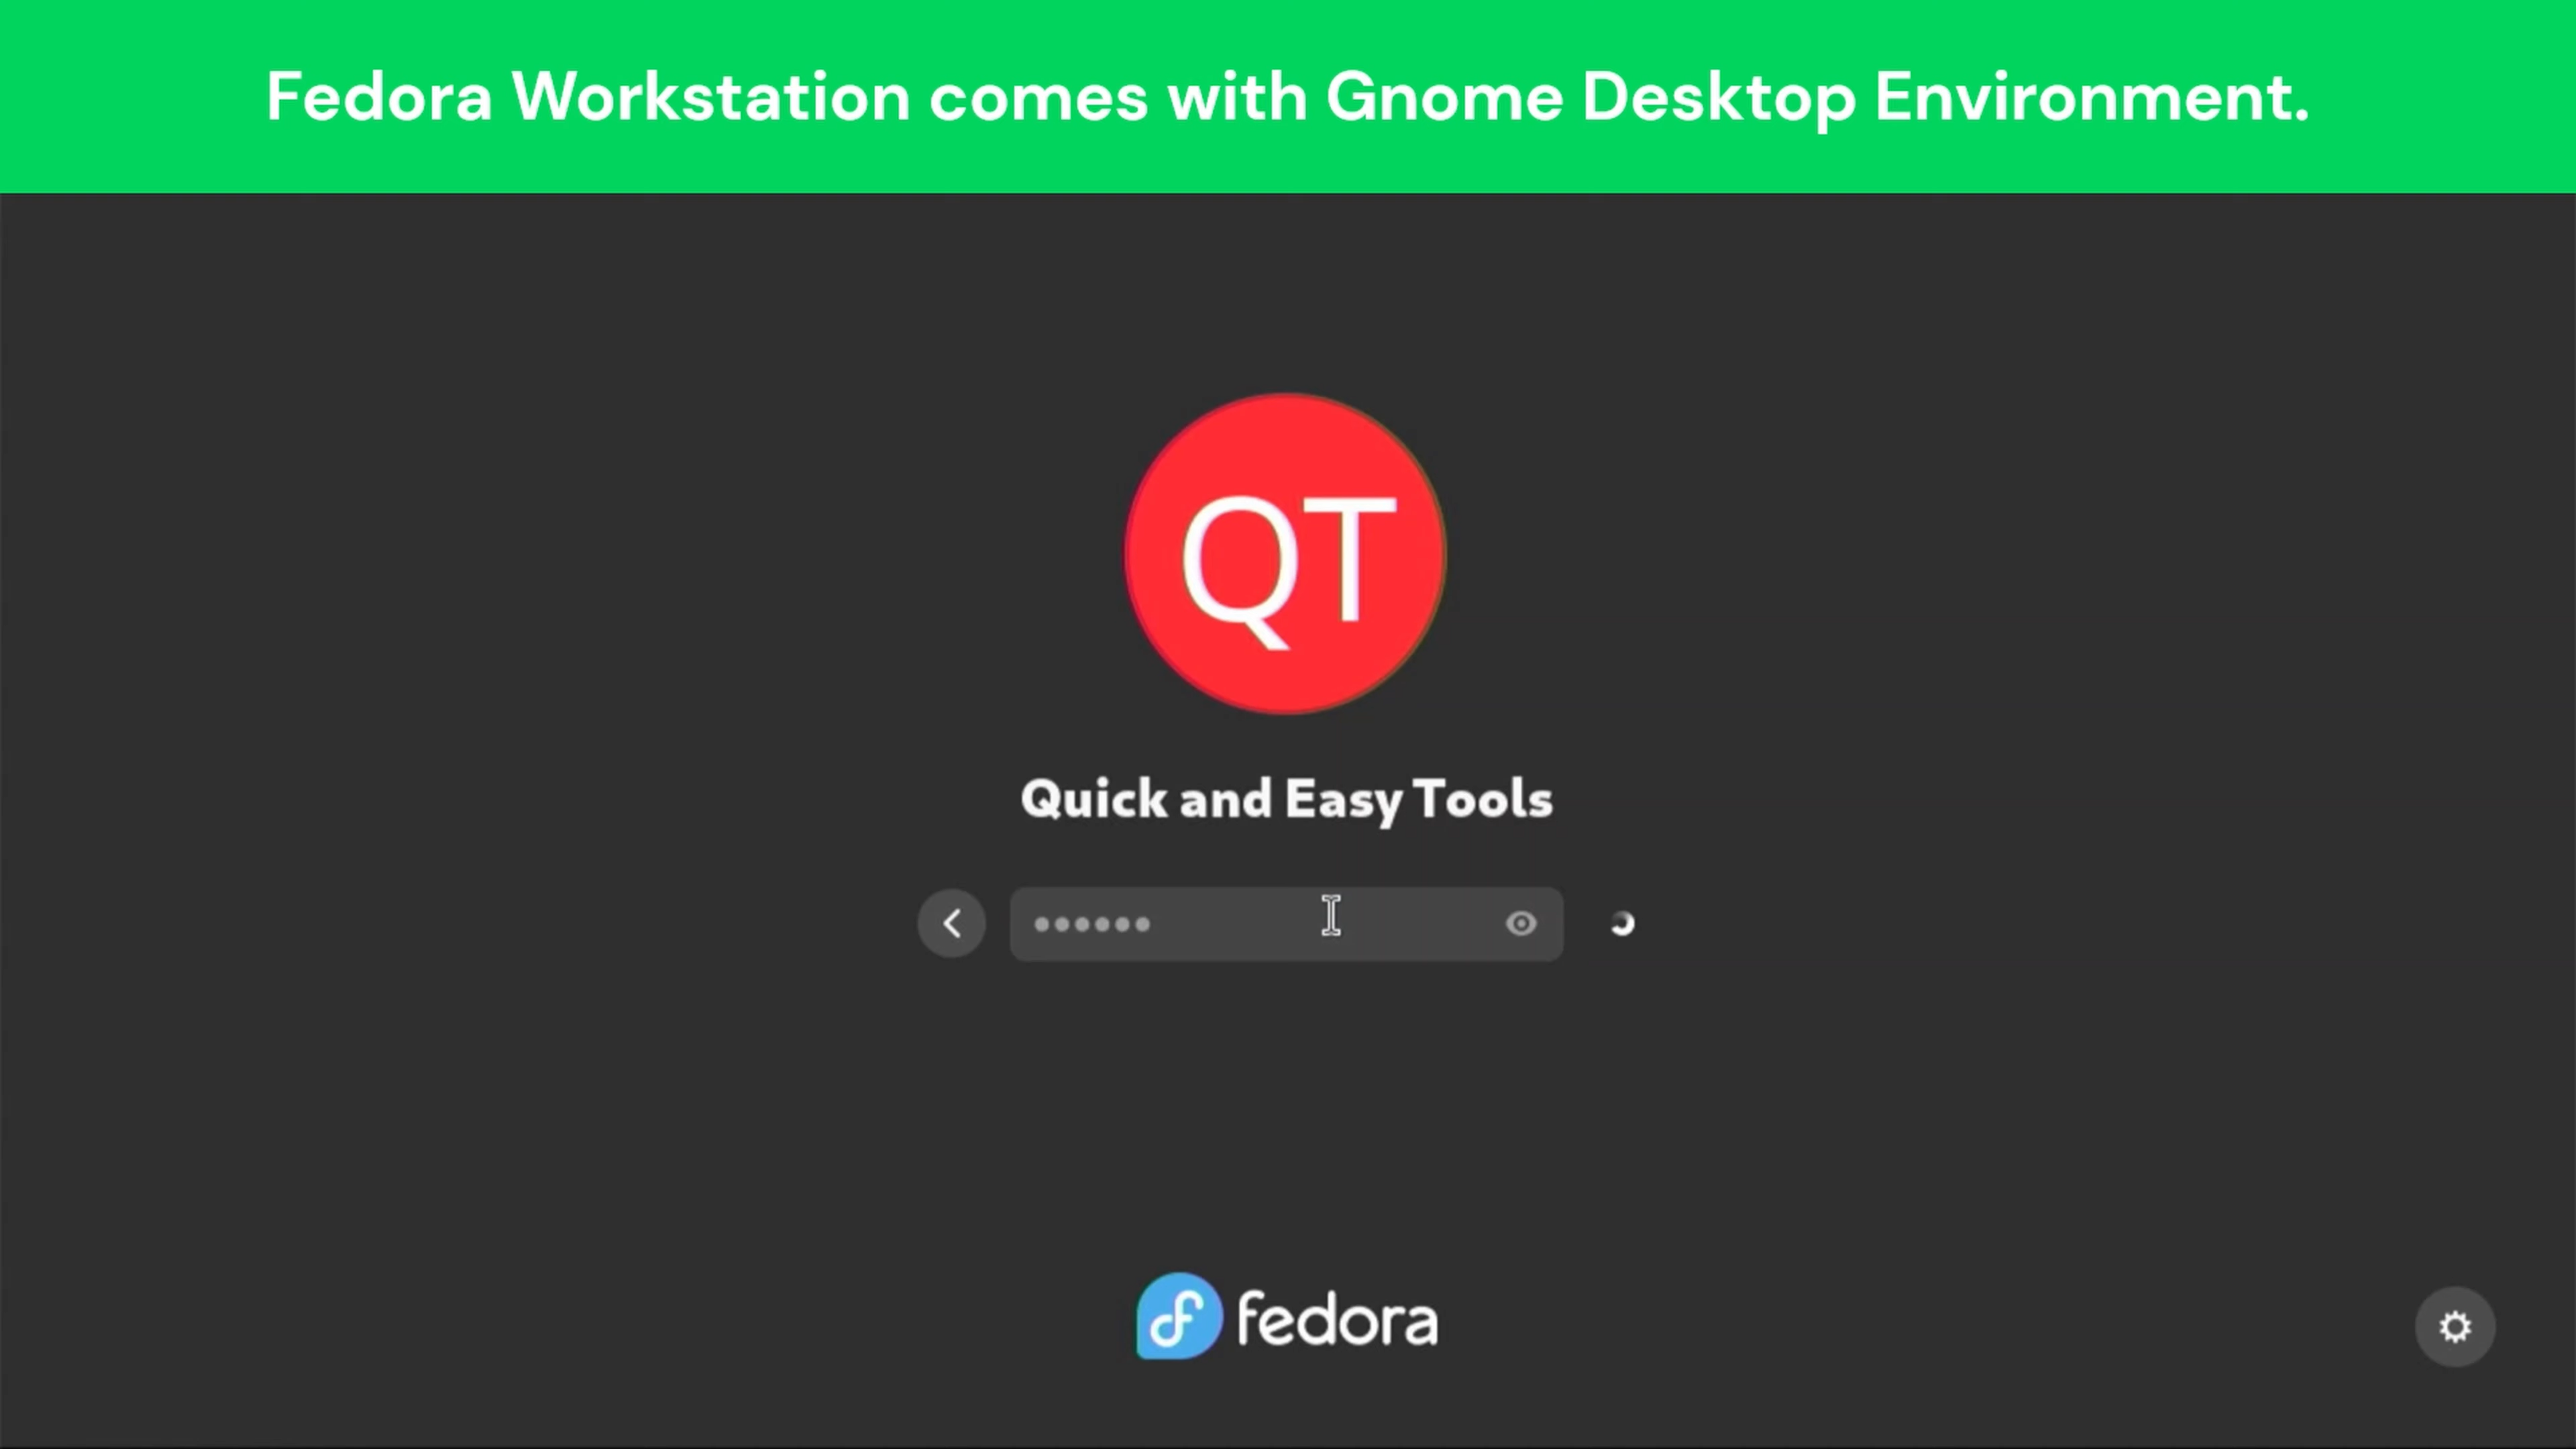 Fedora Workstation comes with Gnome Desktop Environment.
QT
Quick and Easy Tools
fedora